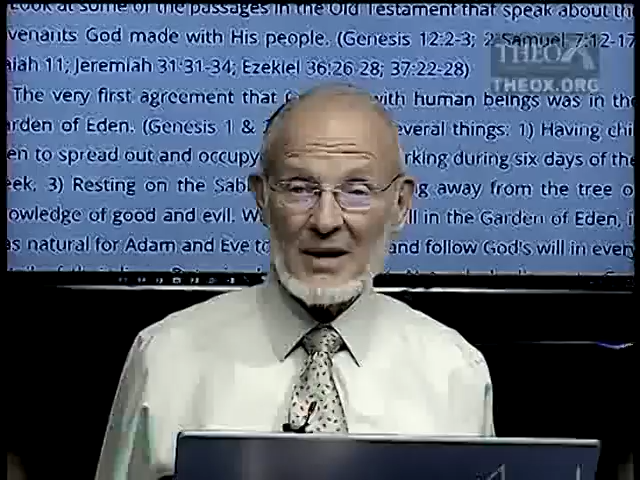 Look at some of the passages in the Old Testament that speak about th
venants God made with His people. (Genesis 12:2-3; 2 Samuel 7:12-17
aiah 11; Jeremiah 31:31-34; Ezekiel 36:26-28; 37:22-28)
THEOX
THEOX.ORG
The very first agreement that with human beings was in the
arden of Eden. (Genesis 1 & 2 everal things: 1) Having chi
en to spread out and occupy rking during six days of the
eek. 3) Resting on the Sab g away from the tree o
owledge of good and evil. W ll in the Garden of Eden, i
as natural for Adam and Eve to and follow God's will in every